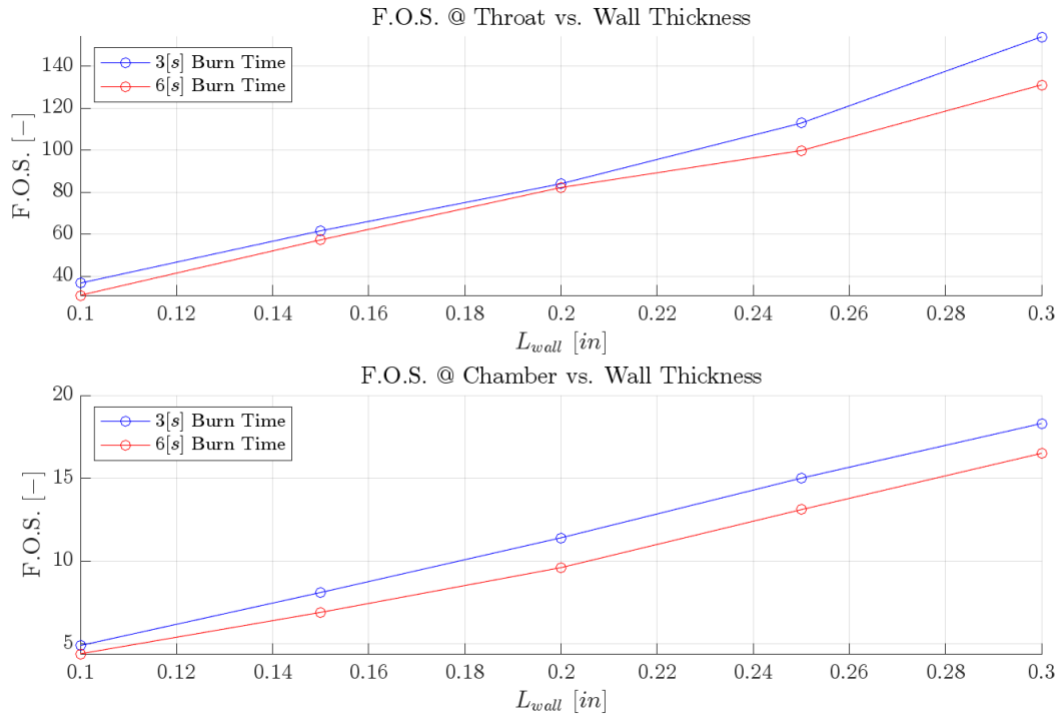 F.O.S. @ Throat vs. Wall Thickness
3[s] Burn Time
6[s] Burn Time
F.O.S. [−]
140
120
100
80
60
40
0.1 0.12 0.14 0.16 0.18 0.2 0.22 0.24 0.26 0.28 0.3
L_wall [in]
F.O.S. @ Chamber vs. Wall Thickness
3[s] Burn Time
6[s] Burn Time
F.O.S. [−]
20
15
10
5
0.1 0.12 0.14 0.16 0.18 0.2 0.22 0.24 0.26 0.28 0.3
L_wall [in]